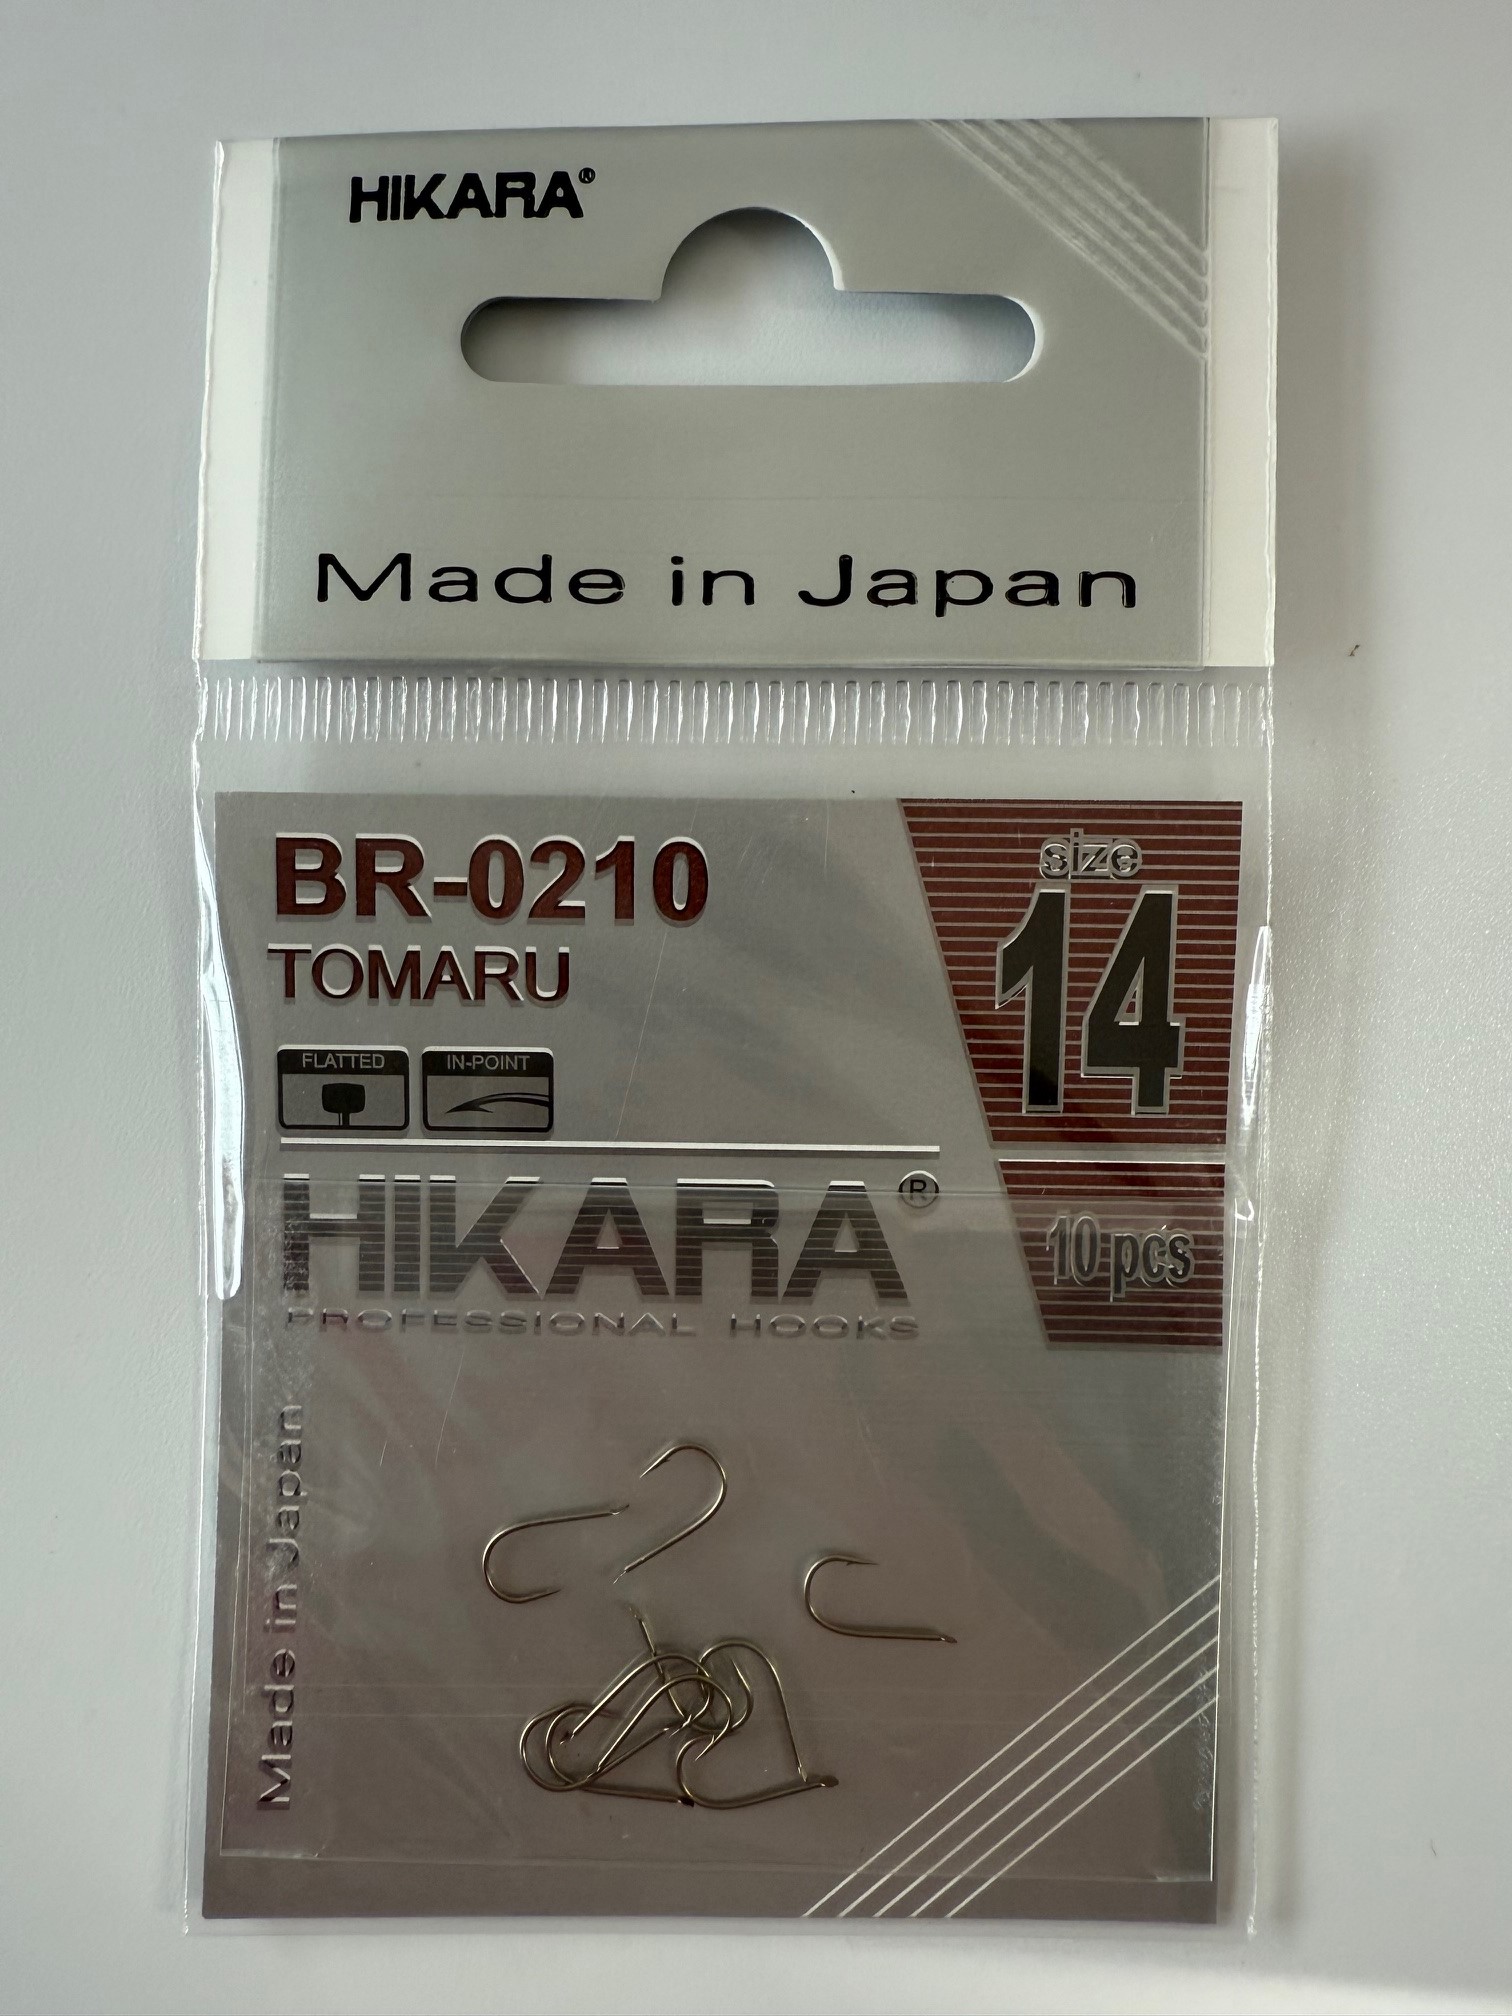 HIKARA®
Made in Japan
BR-0210
TOMARU
size
14
FLATTED
IN-POINT
HIKARA®
PROFESSIONAL HOOKS
10 pcs
Made in Japan